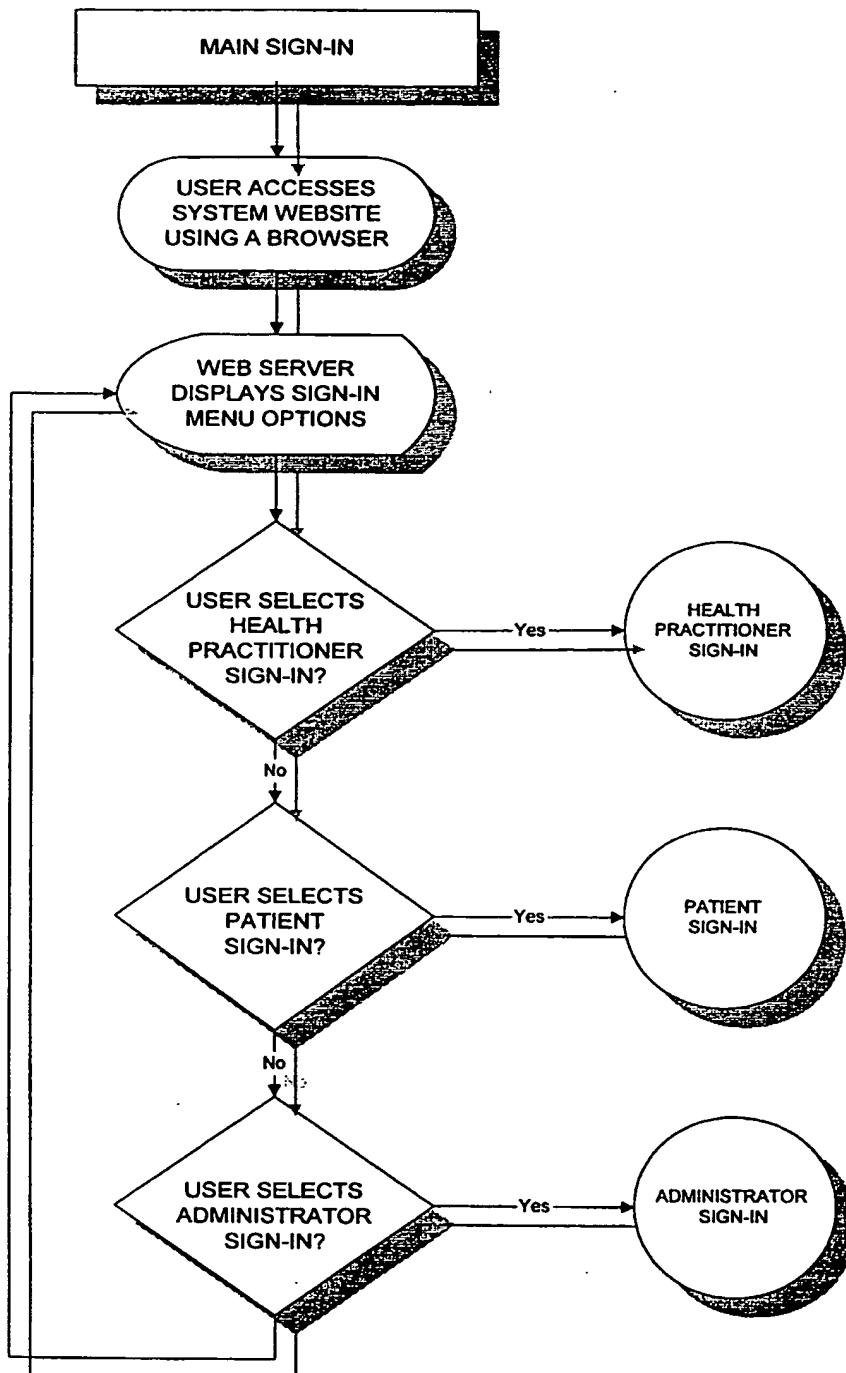 MAIN SIGN-IN
USER ACCESSES
SYSTEM WEBSITE
USING A BROWSER
WEB SERVER
DISPLAYS SIGN-IN
MENU OPTIONS
USER SELECTS
HEALTH
PRACTITIONER
SIGN-IN?
Yes
HEALTH
PRACTITIONER
SIGN-IN
No
USER SELECTS
PATIENT
SIGN-IN?
Yes
PATIENT
SIGN-IN
No
No
USER SELECTS
ADMINISTRATOR
SIGN-IN?
Yes
ADMINISTRATOR
SIGN-IN